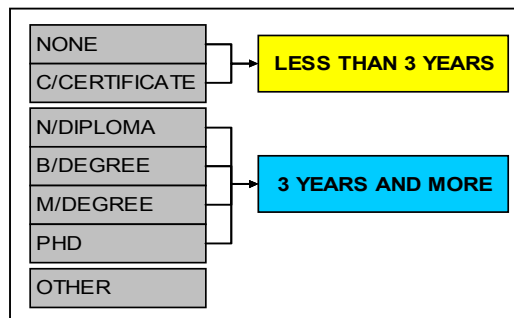 NONE
C/CERTIFICATE
LESS THAN 3 YEARS
N/DIPLOMA
B/DEGREE
M/DEGREE
PHD
3 YEARS AND MORE
OTHER